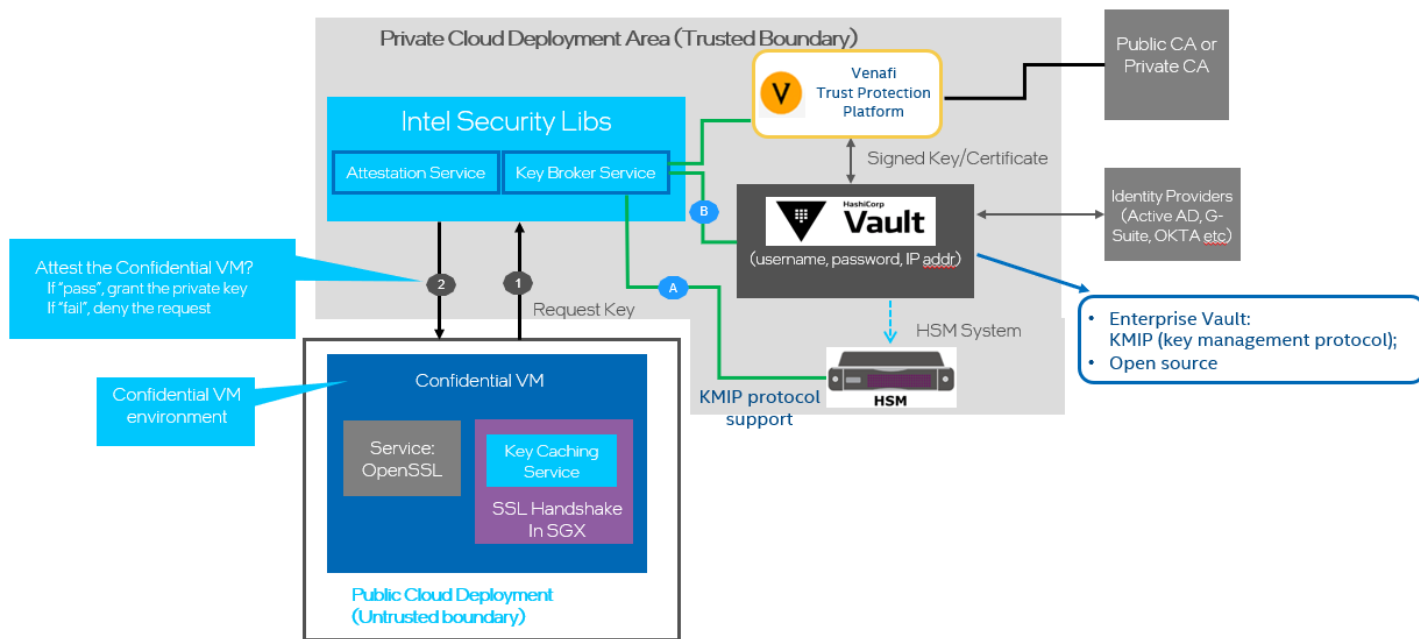 Private Cloud Deployment Area (Trusted Boundary)
Public CA or
Private CA
V
Venafi
Trust Protection
Platform
Intel Security Libs
Attestation Service
Key Broker Service
Signed Key/Certificate
B
HashiCorp
Vault
(username, password, IP addr)
Identity Providers
(Active AD, G-
Suite, OKTA etc)
Attest the Confidential VM?
If "pass", grant the private key
If "fail", deny the request
2
1
A
Request Key
HSM System
HSM
KMIP protocol
support
• Enterprise Vault:
KMIP (key management protocol);
• Open source
Confidential VM
environment
Confidential VM
Service:
OpenSSL
Key Caching
Service
SSL Handshake
In SGX
Public Cloud Deployment
(Untrusted boundary)